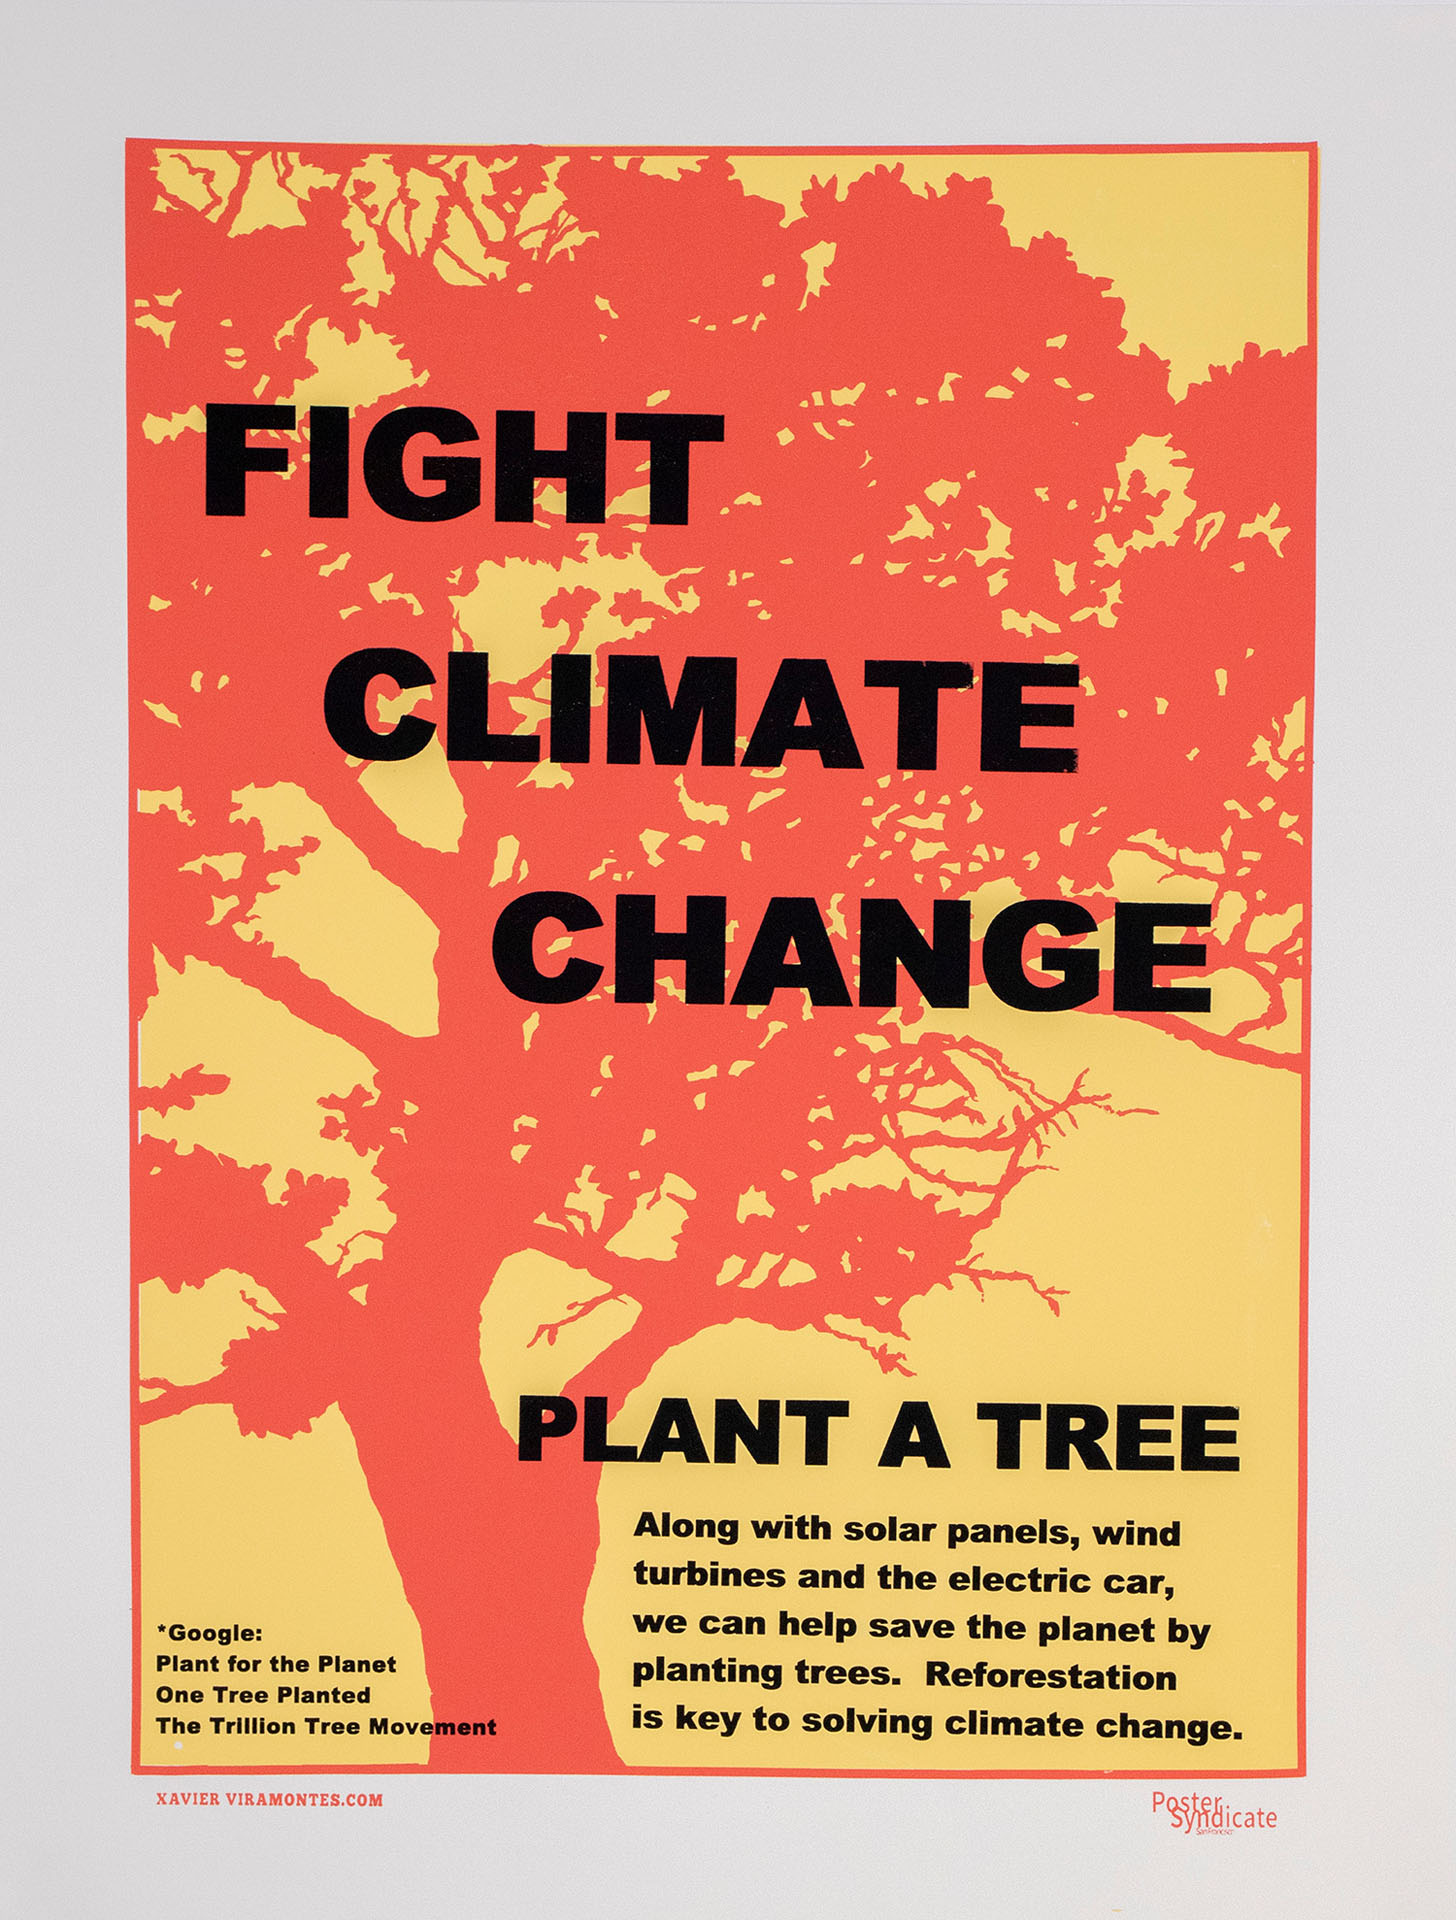 FIGHT
CLIMATE
CHANGE
PLANT A TREE
Along with solar panels, wind
turbines and the electric car,
we can help save the planet by
planting trees.  Reforestation
is key to solving climate change.
*Google:
Plant for the Planet
One Tree Planted
The Trillion Tree Movement
XAVIER VIRAMONTES.COM
Poster
Syndicate
San Francisco